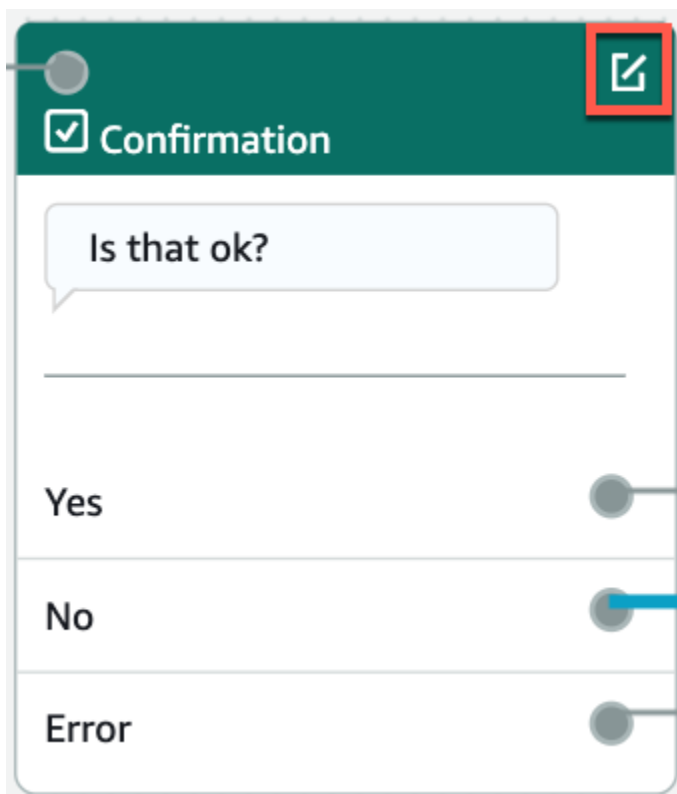 Confirmation
Is that ok?
Yes
No
Error